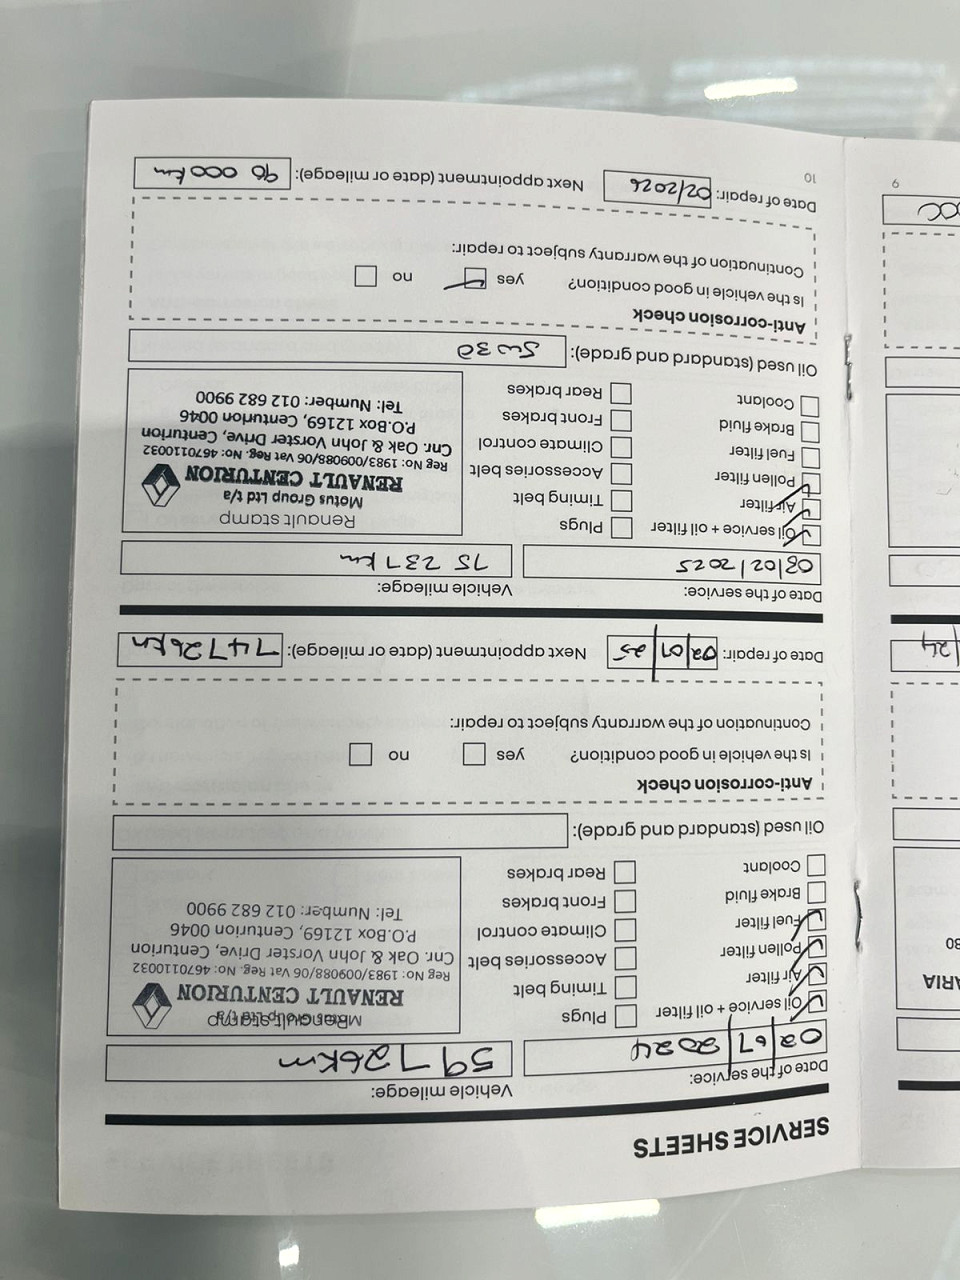 SERVICE SHEETS
Date of the service: Vehicle mileage:
02/07/2024 59 726km
Oil service + oil filter Plugs
Air filter Timing belt
Pollen filter Accessories belt
Fuel filter Climate control
Brake fluid Front brakes
Coolant Rear brakes
Renault stamp
Motus Group Ltd t/a
RENAULT CENTURION
Reg No: 1983/009088/06 Vat Reg. No: 4670110032
Cnr. Oak & John Vorster Drive, Centurion
P.O.Box 12169, Centurion 0046
Tel: Number: 012 682 9900
Oil used (standard and grade):
Anti-corrosion check
Is the vehicle in good condition? yes no
Continuation of the warranty subject to repair:
Date of repair: 02/01/25 Next appointment (date or mileage): 74726km
Date of the service: Vehicle mileage:
03/02/2025 75 237 km
Oil service + oil filter Plugs
Air filter Timing belt
Pollen filter Accessories belt
Fuel filter Climate control
Brake fluid Front brakes
Coolant Rear brakes
Renault stamp
Motus Group Ltd t/a
RENAULT CENTURION
Reg No: 1983/009088/06 Vat Reg. No: 4670110032
Cnr. Oak & John Vorster Drive, Centurion
P.O.Box 12169, Centurion 0046
Tel: Number: 012 682 9900
Oil used (standard and grade): 5w30
Anti-corrosion check
Is the vehicle in good condition? yes no
Continuation of the warranty subject to repair:
Date of repair: 02/2026 Next appointment (date or mileage): 90 000km
10
9